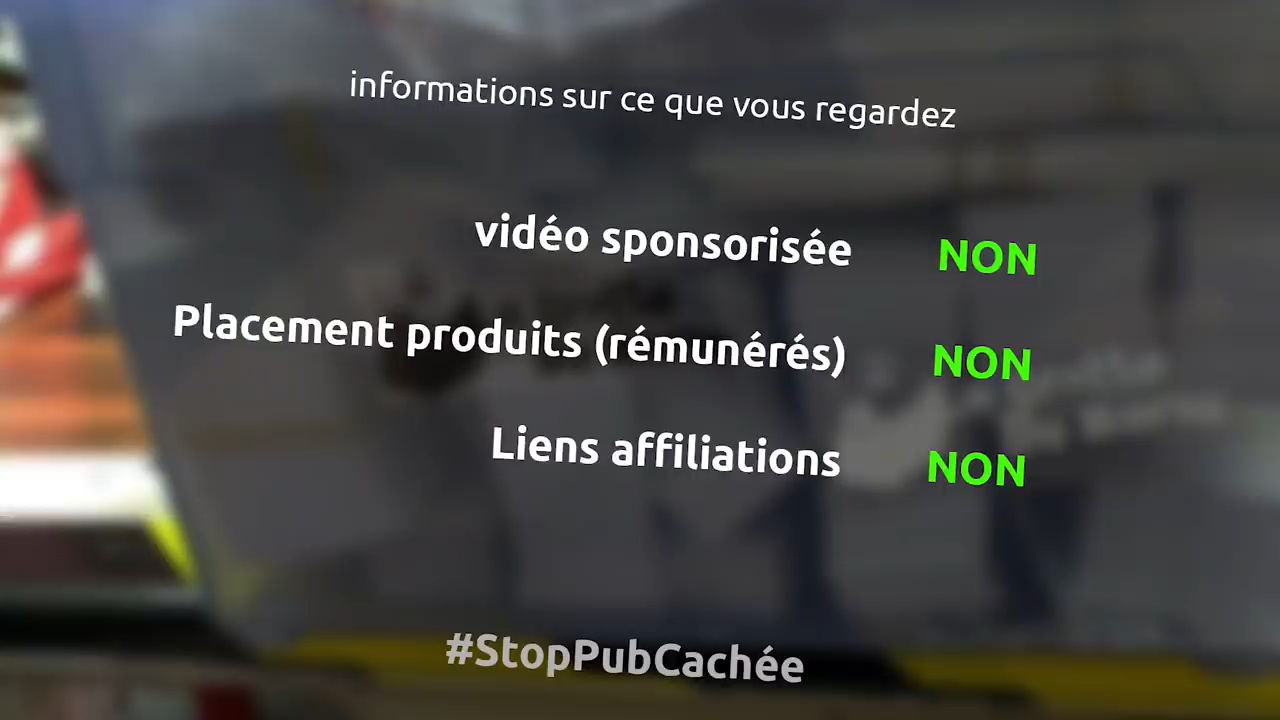 informations sur ce que vous regardez
vidéo sponsorisée NON
Placement produits (rémunérés) NON
Liens affiliations NON
#StopPubCachée